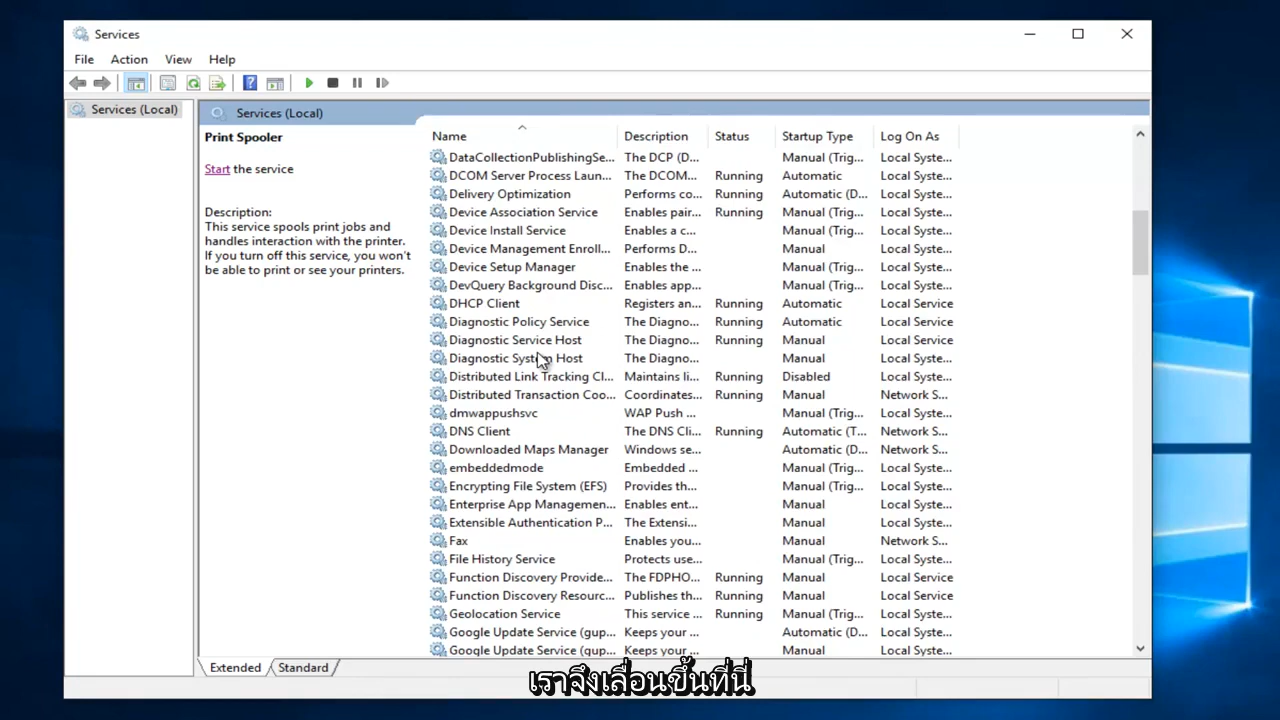 Services
File Action View Help
Services (Local)
Services (Local)
Print Spooler
Start the service
Description:
This service spools print jobs and
handles interaction with the printer.
If you turn off this service, you won't
be able to print or see your printers.
Name Description Status Startup Type Log On As
DataCollectionPublishingSe... The DCP (D... Manual (Trig... Local Syste...
DCOM Server Process Laun... The DCOM... Running Automatic Local Syste...
Delivery Optimization Performs co... Running Automatic (D... Local Syste...
Device Association Service Enables pair... Running Manual (Trig... Local Syste...
Device Install Service Enables a c... Manual (Trig... Local Syste...
Device Management Enroll... Performs D... Manual Local Syste...
Device Setup Manager Enables the ... Manual (Trig... Local Syste...
DevQuery Background Disc... Enables app... Manual (Trig... Local Syste...
DHCP Client Registers an... Running Automatic Local Service
Diagnostic Policy Service The Diagno... Running Automatic Local Service
Diagnostic Service Host The Diagno... Running Manual Local Service
Diagnostic System Host The Diagno... Manual Local Syste...
Distributed Link Tracking Cl... Maintains li... Running Disabled Local Syste...
Distributed Transaction Coo... Coordinates... Running Manual Network S...
dmwappushsvc WAP Push ... Manual (Trig... Local Syste...
DNS Client The DNS Cli... Running Automatic (T... Network S...
Downloaded Maps Manager Windows se... Automatic (D... Network S...
embeddedmode Embedded ... Manual (Trig... Local Syste...
Encrypting File System (EFS) Provides th... Manual (Trig... Local Syste...
Enterprise App Managemen... Enables ent... Manual Local Syste...
Extensible Authentication P... The Extensi... Manual Local Syste...
Fax Enables you... Manual Network S...
File History Service Protects use... Manual (Trig... Local Syste...
Function Discovery Provide... The FDPHO... Running Manual Local Service
Function Discovery Resourc... Publishes th... Running Manual Local Service
Geolocation Service This service ... Running Manual (Trig... Local Syste...
Google Update Service (gup... Keeps your ... Automatic (D... Local Syste...
Google Update Service (gup... Keeps your ... Manual Local Syste...
Extended Standard
เราจึงเลื่อนขึ้นที่นี่